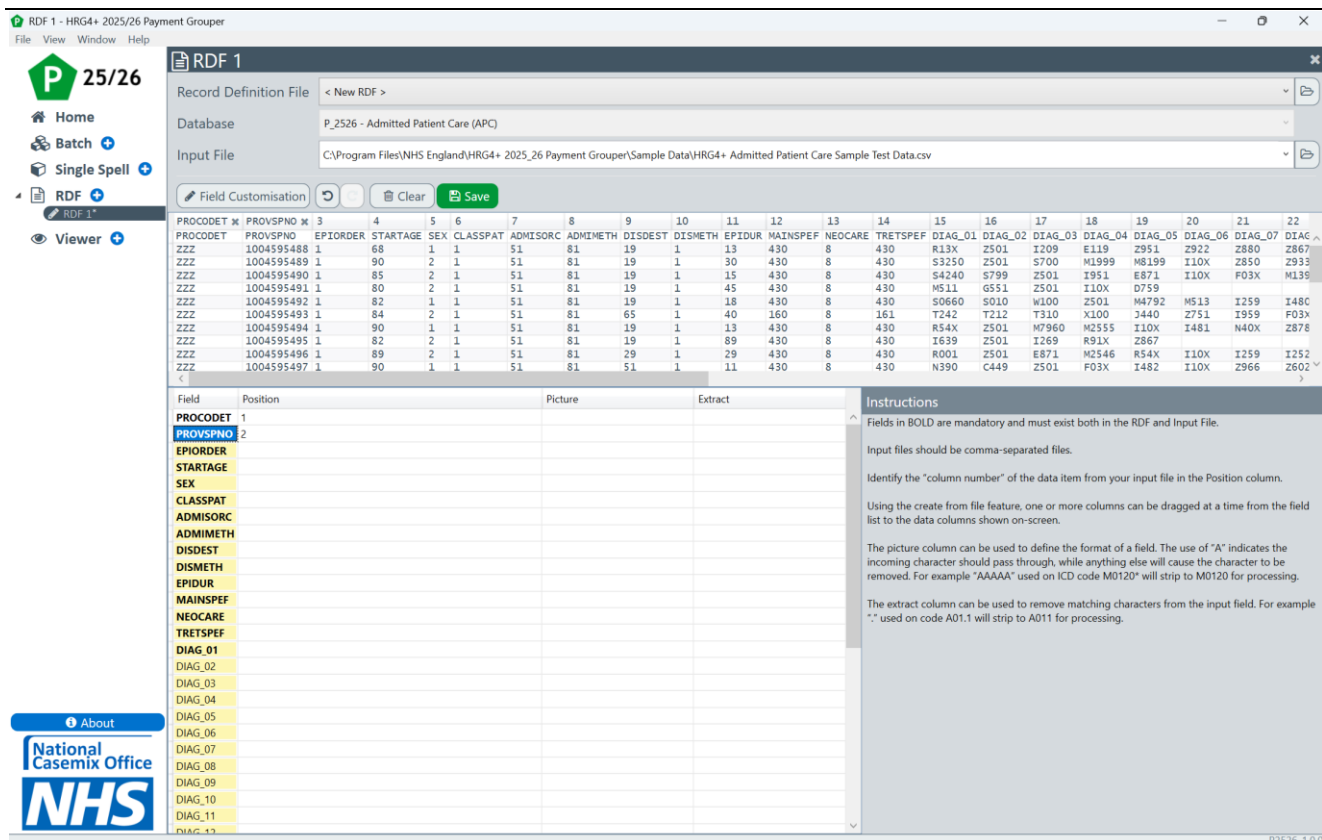 RDF 1 - HRG4+ 2025/26 Payment Grouper
File View Window Help
P 25/26
Home
Batch
Single Spell
RDF
RDF 1*
Viewer
RDF 1
Record Definition File < New RDF >
Database P_2526 - Admitted Patient Care (APC)
Input File C:\Program Files\NHS England\HRG4+ 2025_26 Payment Grouper\Sample Data\HRG4+ Admitted Patient Care Sample Test Data.csv
Field Customisation Clear Save
PROCODET PROVSPNO 3 4 5 6 7 8 9 10 11 12 13 14 15 16 17 18 19 20 21 22
PROCODET PROVSPNO EPIORDER STARTAGE SEX CLASSPAT ADMISORC ADMIMETH DISDEST DISMETH EPIDUR MAINSPEF NEOCARE TRETSPEF DIAG_01 DIAG_02 DIAG_03 DIAG_04 DIAG_05 DIAG_06 DIAG_07 DIAG
ZZZ 1004595488 1 68 1 1 51 81 19 1 13 430 8 430 R13X Z501 I209 E119 Z951 Z922 Z880 Z867
ZZZ 1004595489 1 90 2 1 51 81 19 1 30 430 8 430 S3250 Z501 S700 M1999 M8199 I10X Z850 Z933
ZZZ 1004595490 1 85 2 1 51 81 19 1 15 430 8 430 S4240 S799 Z501 I951 E871 I10X F03X M139
ZZZ 1004595491 1 80 2 1 51 81 19 1 45 430 8 430 M511 G551 Z501 I10X D759
ZZZ 1004595492 1 82 1 1 51 81 19 1 18 430 8 430 S0660 S010 W100 Z501 M4792 M513 I259 I480
ZZZ 1004595493 1 84 2 1 51 81 65 1 40 160 8 161 T242 T212 T310 X100 J440 Z751 I959 F03X
ZZZ 1004595494 1 90 1 1 51 81 19 1 13 430 8 430 R54X Z501 M7960 M2555 I10X I481 N40X Z878
ZZZ 1004595495 1 82 2 1 51 81 19 1 89 430 8 430 I639 Z501 I269 R91X Z867
ZZZ 1004595496 1 89 2 1 51 81 29 1 29 430 8 430 R001 Z501 E871 M2546 R54X I10X I259 I252
ZZZ 1004595497 1 90 1 1 51 81 51 1 11 430 8 430 N390 C449 Z501 F03X I482 I10X Z966 Z602
Field Position Picture Extract
PROCODET 1
PROVSPNO 2
EPIORDER
STARTAGE
SEX
CLASSPAT
ADMISORC
ADMIMETH
DISDEST
DISMETH
EPIDUR
MAINSPEF
NEOCARE
TRETSPEF
DIAG_01
DIAG_02
DIAG_03
DIAG_04
DIAG_05
DIAG_06
DIAG_07
DIAG_08
DIAG_09
DIAG_10
DIAG_11
DIAG_12
Instructions
Fields in BOLD are mandatory and must exist both in the RDF and Input File.
Input files should be comma-separated files.
Identify the "column number" of the data item from your input file in the Position column.
Using the create from file feature, one or more columns can be dragged at a time from the field
list to the data columns shown on-screen.
The picture column can be used to define the format of a field. The use of "A" indicates the
incoming character should pass through, while anything else will cause the character to be
removed. For example "AAAAA" used on ICD code M0120* will strip to M0120 for processing.
The extract column can be used to remove matching characters from the input field. For example
"." used on code A01.1 will strip to A011 for processing.
About
National
Casemix Office
NHS